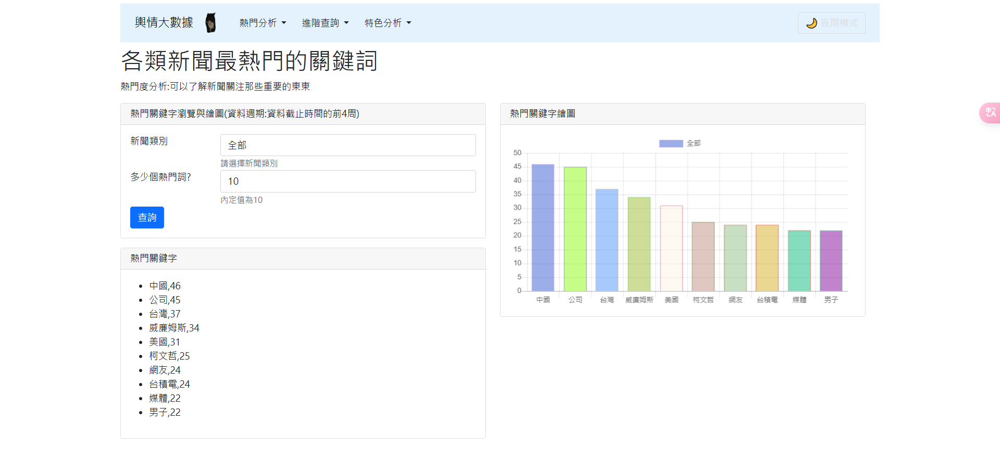 輿情大數據
熱門分析
進階查詢
特色分析
夜間模式
各類新聞最熱門的關鍵詞
熱門度分析:可以了解新聞關注那些重要的東東
熱門關鍵字瀏覽與繪圖(資料週期:資料截止時間的前4周)
新聞類別
全部
請選擇新聞類別
多少個熱門詞?
10
內定值為10
查詢
熱門關鍵字
中國,46
公司,45
台灣,37
威廉姆斯,34
美國,31
柯文哲,25
網友,24
台積電,24
媒體,22
男子,22
熱門關鍵字繪圖
全部
50
45
40
35
30
25
20
15
10
5
0
中國 公司 台灣 威廉姆斯 美國 柯文哲 網友 台積電 媒體 男子
中A